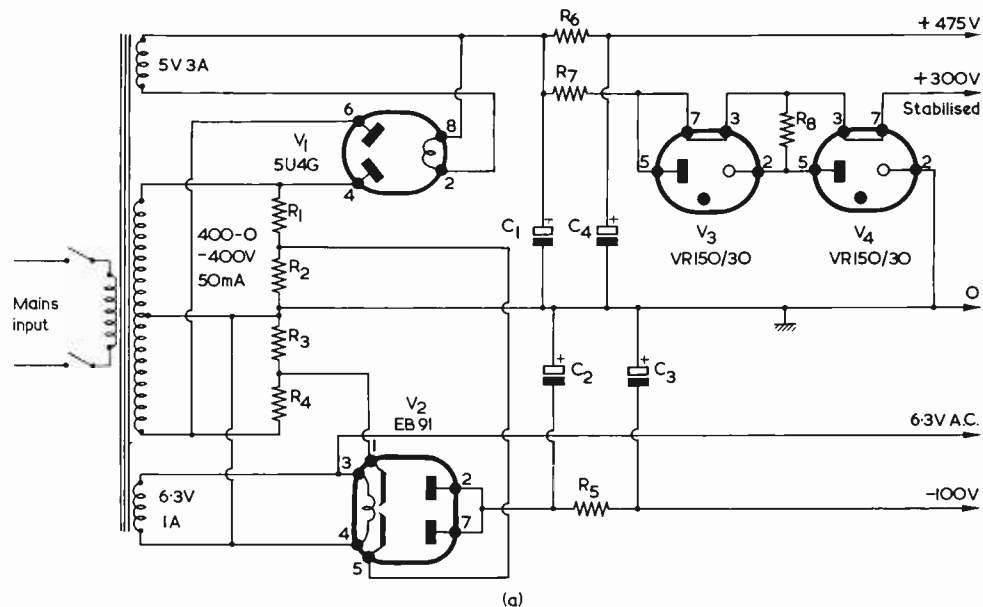 R6
+475V
5V 3A
R7
+300V
Stabilised
6
8
V1
5U4G
4
2
7
3
R8
3
7
5
2
5
2
R1
C1
+
C4
+
V3
V4
400-0
-400V
50mA
R2
VR150/30
VR150/30
O
Mains
input
R3
+
C2
+
C3
R4
V2
EB91
1
6·3V A.C.
3
2
6·3V
1A
R5
-100V
4
7
5
(a)